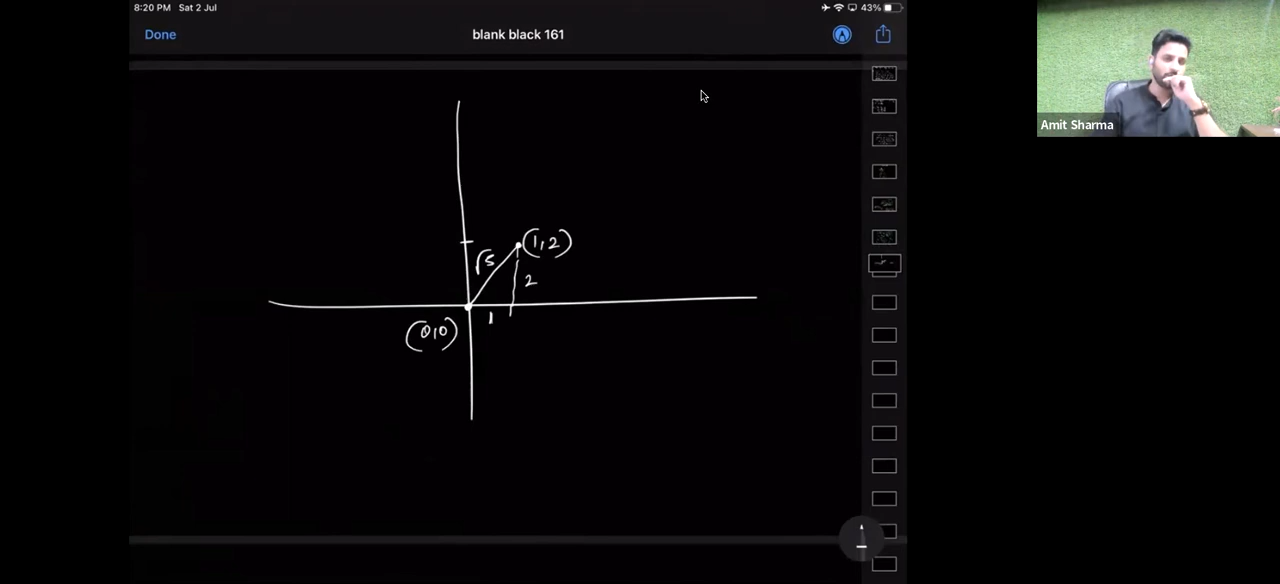 8:20 PM Sat 2 Jul
43%
Done
blank black 161
Amit Sharma
(1,2)
√5
2
1
(0,0)